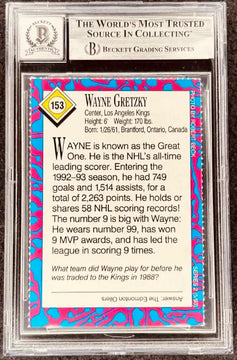 THE WORLD'S MOST TRUSTED
SOURCE IN COLLECTING™
BECKETT GRADING SERVICES
153
WAYNE GRETZKY
Center, Los Angeles Kings
Height: 6' Weight: 170 lbs.
Born: 1/26/61, Brantford, Ontario, Canada
WAYNE is known as the Great
One. He is the NHL's all-time
leading scorer. Entering the
1992-93 season, he had 749
goals and 1,514 assists, for a
total of 2,263 points. He holds or
shares 58 NHL scoring records!
The number 9 is big with Wayne:
He wears number 99, has won
9 MVP awards, and has led the
league in scoring 9 times.
What team did Wayne play for before he
was traded to the Kings in 1988?
Answer: The Edmonton Oilers